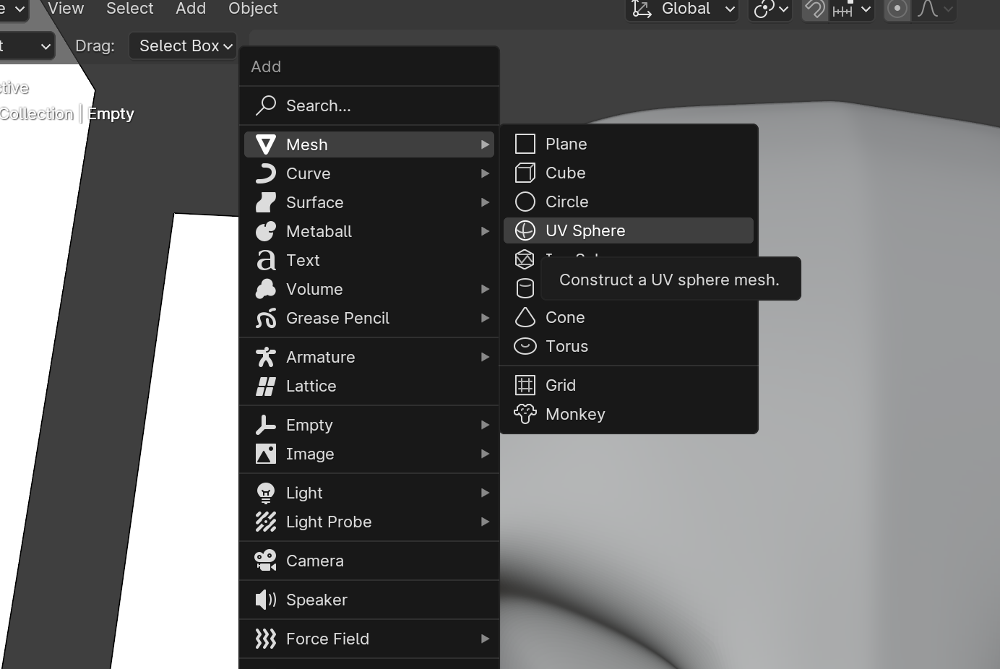 View Select Add Object Global
Drag: Select Box
Collection | Empty
Add
Search...
Mesh
Curve
Surface
Metaball
Text
Volume
Grease Pencil
Armature
Lattice
Empty
Image
Light
Light Probe
Camera
Speaker
Force Field
Plane
Cube
Circle
UV Sphere
Construct a UV sphere mesh.
Cone
Torus
Grid
Monkey